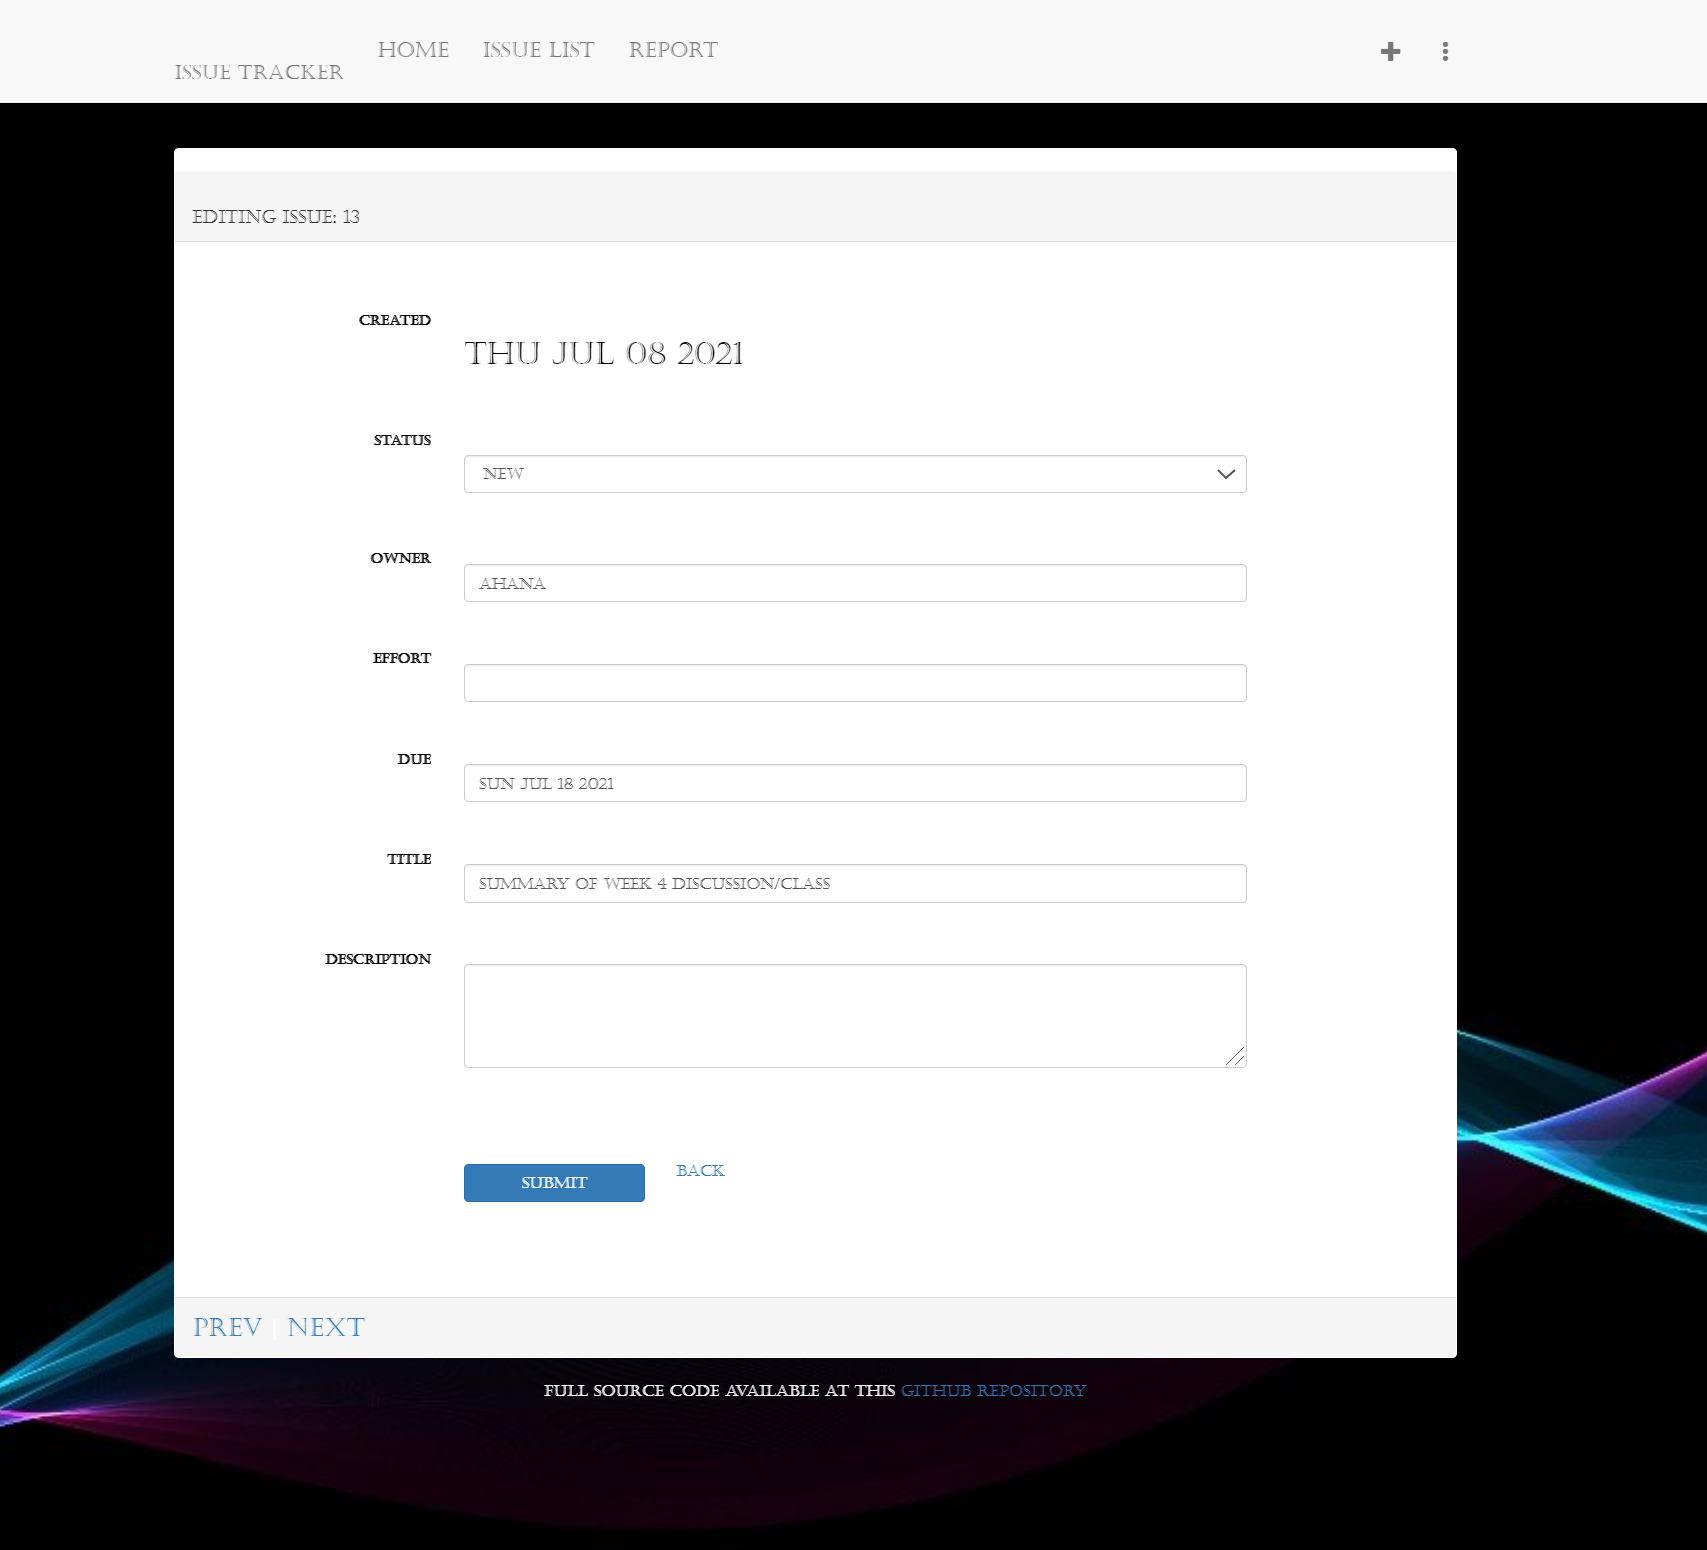 ISSUE TRACKER
HOME ISSUE LIST REPORT
EDITING ISSUE: 13
CREATED
THU JUL 08 2021
STATUS
NEW
OWNER
AHANA
EFFORT
DUE
SUN JUL 18 2021
TITLE
SUMMARY OF WEEK 4 DISCUSSION/CLASS
DESCRIPTION
SUBMIT BACK
PREV | NEXT
FULL SOURCE CODE AVAILABLE AT THIS GITHUB REPOSITORY